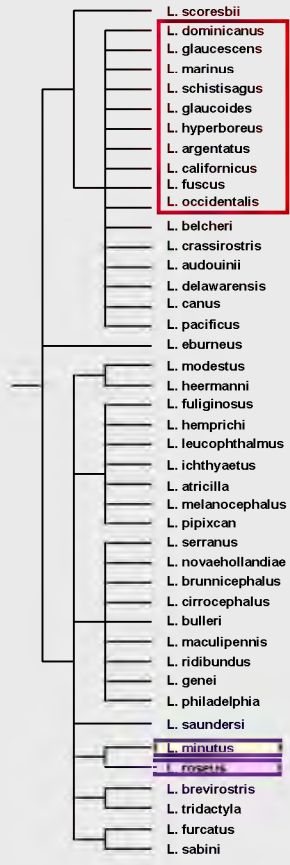 L. scoresbii
L. dominicanus
L. glaucescens
L. marinus
L. schistisagus
L. glaucoides
L. hyperboreus
L. argentatus
L. californicus
L. fuscus
L. occidentalis
L. belcheri
L. crassirostris
L. audouinii
L. delawarensis
L. canus
L. pacificus
L. eburneus
L. modestus
L. heermanni
L. fuliginosus
L. hemprichi
L. leucophthalmus
L. ichthyaetus
L. atricilla
L. melanocephalus
L. pipixcan
L. serranus
L. novaehollandiae
L. brunnicephalus
L. cirrocephalus
L. bulleri
L. maculipennis
L. ridibundus
L. genei
L. philadelphia
L. saundersi
L. minutus
L. roseus
L. brevirostris
L. tridactyla
L. furcatus
L. sabini